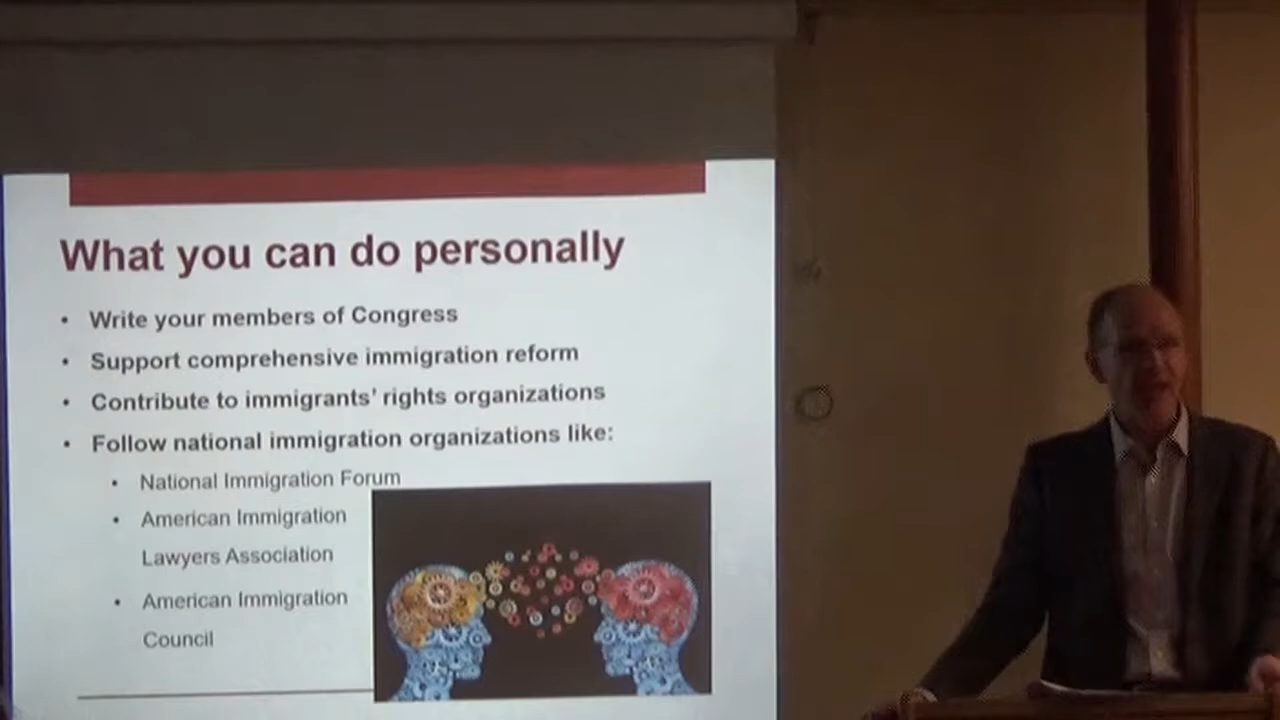 What you can do personally
• Write your members of Congress
• Support comprehensive immigration reform
• Contribute to immigrants' rights organizations
• Follow national immigration organizations like:
• National Immigration Forum
• American Immigration
Lawyers Association
• American Immigration
Council